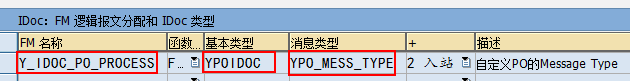 IDoc：FM 逻辑报文分配和 IDoc 类型
FM 名称 函数... 基本类型 消息类型 + 描述
Y_IDOC_PO_PROCESS F... YPOIDOC YPO_MESS_TYPE 2 入站 自定义PO的Message Type